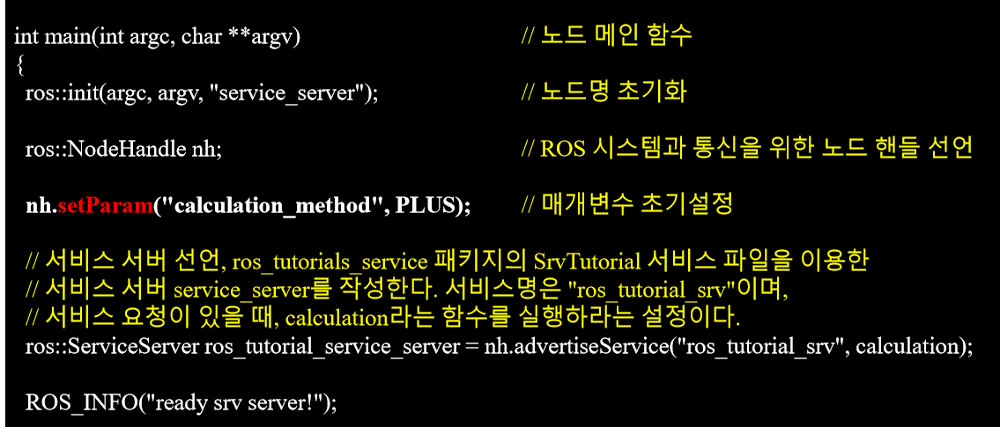 int main(int argc, char **argv) // 노드 메인 함수
{
ros::init(argc, argv, "service_server"); // 노드명 초기화
ros::NodeHandle nh; // ROS 시스템과 통신을 위한 노드 핸들 선언
nh.setParam("calculation_method", PLUS); // 매개변수 초기설정
// 서비스 서버 선언, ros_tutorials_service 패키지의 SrvTutorial 서비스 파일을 이용한
// 서비스 서버 service_server를 작성한다. 서비스명은 "ros_tutorial_srv"이며,
// 서비스 요청이 있을 때, calculation라는 함수를 실행하라는 설정이다.
ros::ServiceServer ros_tutorial_service_server = nh.advertiseService("ros_tutorial_srv", calculation);
ROS_INFO("ready srv server!");